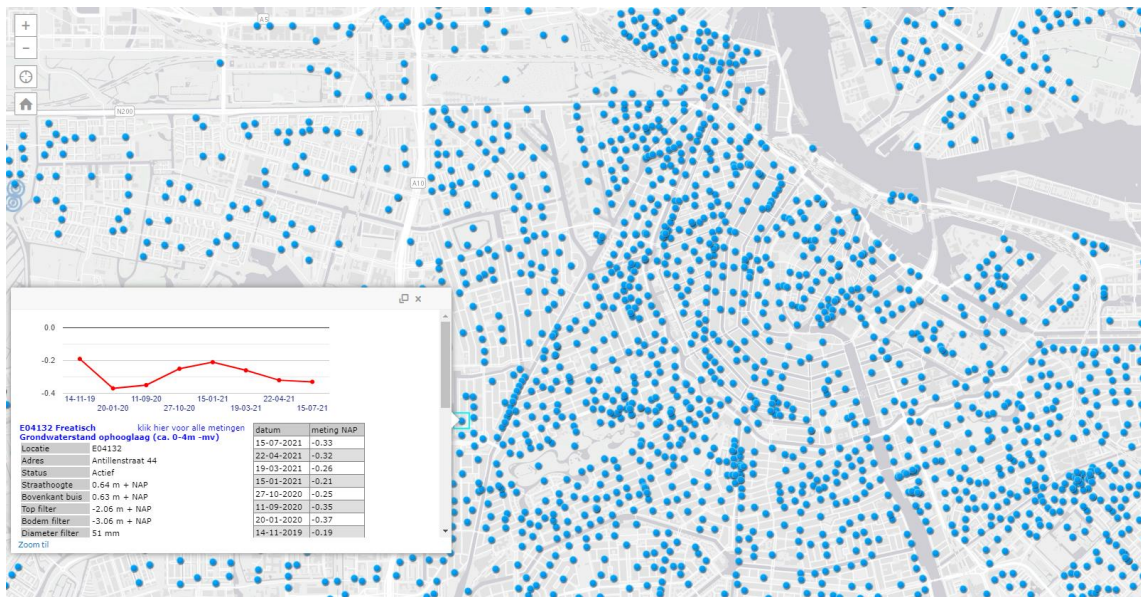 +
A5
−
N200
A10
0.0
-0.2
-0.4
14-11-19 11-09-20 15-01-21 22-04-21
20-01-20 27-10-20 19-03-21 15-07-21
E04132 Freatisch klik hier voor alle metingen
Grondwaterstand ophooglaag (ca. 0-4m -mv)
Locatie E04132
Adres Antillenstraat 44
Status Actief
Straathoogte 0.64 m + NAP
Bovenkant buis 0.63 m + NAP
Top filter -2.06 m + NAP
Bodem filter -3.06 m + NAP
Diameter filter 51 mm
datum meting NAP
15-07-2021 -0.33
22-04-2021 -0.32
19-03-2021 -0.26
15-01-2021 -0.21
27-10-2020 -0.25
11-09-2020 -0.35
20-01-2020 -0.37
14-11-2019 -0.19
Zoom til